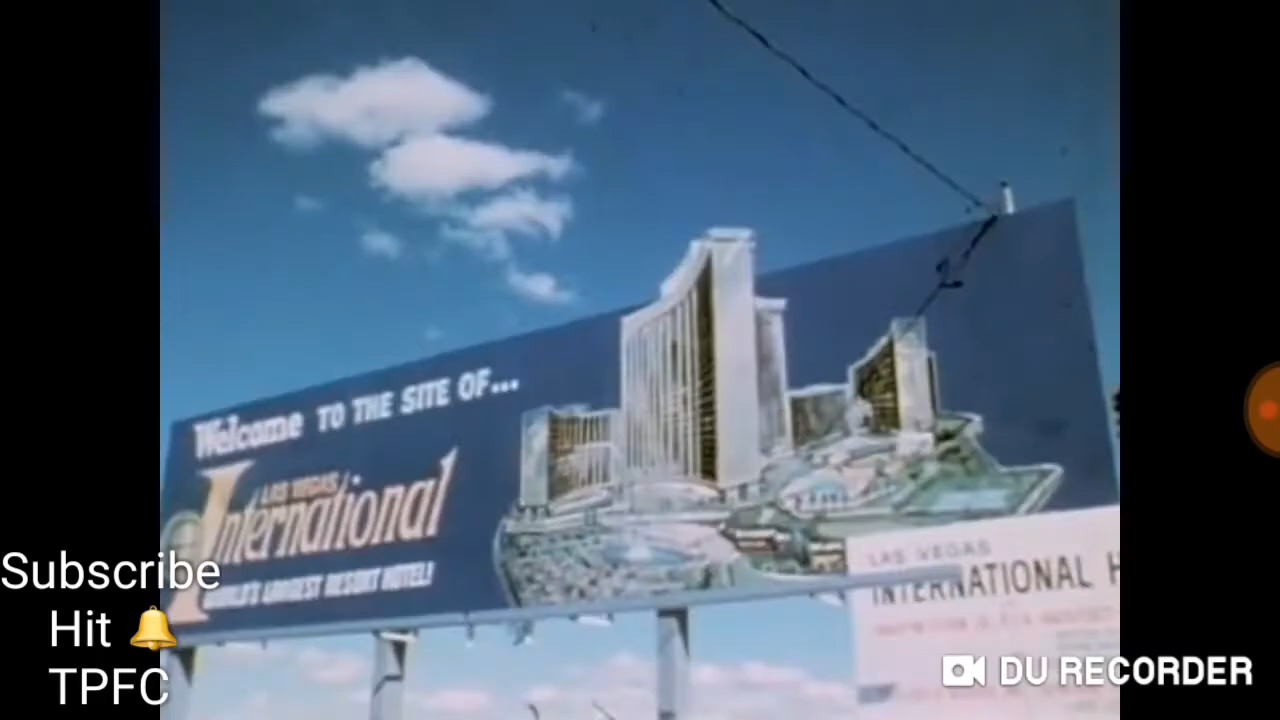 Welcome TO THE SITE OF...
LAS VEGAS
International
WORLD'S LARGEST RESORT HOTEL!
LAS VEGAS
INTERNATIONAL H
Subscribe
Hit 🔔
TPFC
DU RECORDER